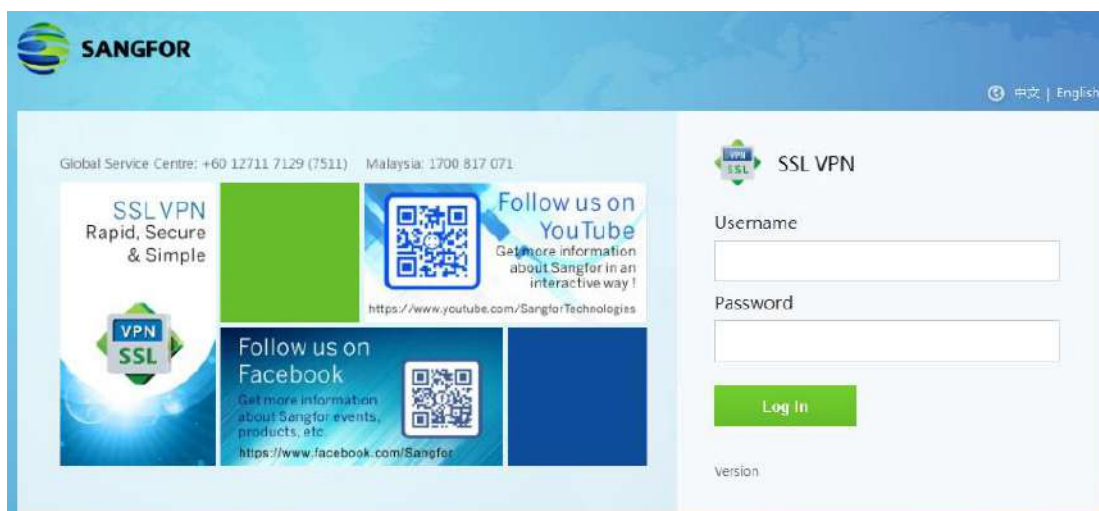 SANGFOR
中文 | English
Global Service Centre: +60 12711 7129 (7511) Malaysia: 1700 817 071
SSL VPN
Rapid, Secure
& Simple
VPN
SSL
Follow us on
YouTube
Get more information
about Sangfor in an
interactive way !
https://www.youtube.com/SangforTechnologies
Follow us on
Facebook
Get more information
about Sangfor events,
products, etc.
https://www.facebook.com/Sangfor
VPN
SSL
SSL VPN
Username
Password
Log In
Version